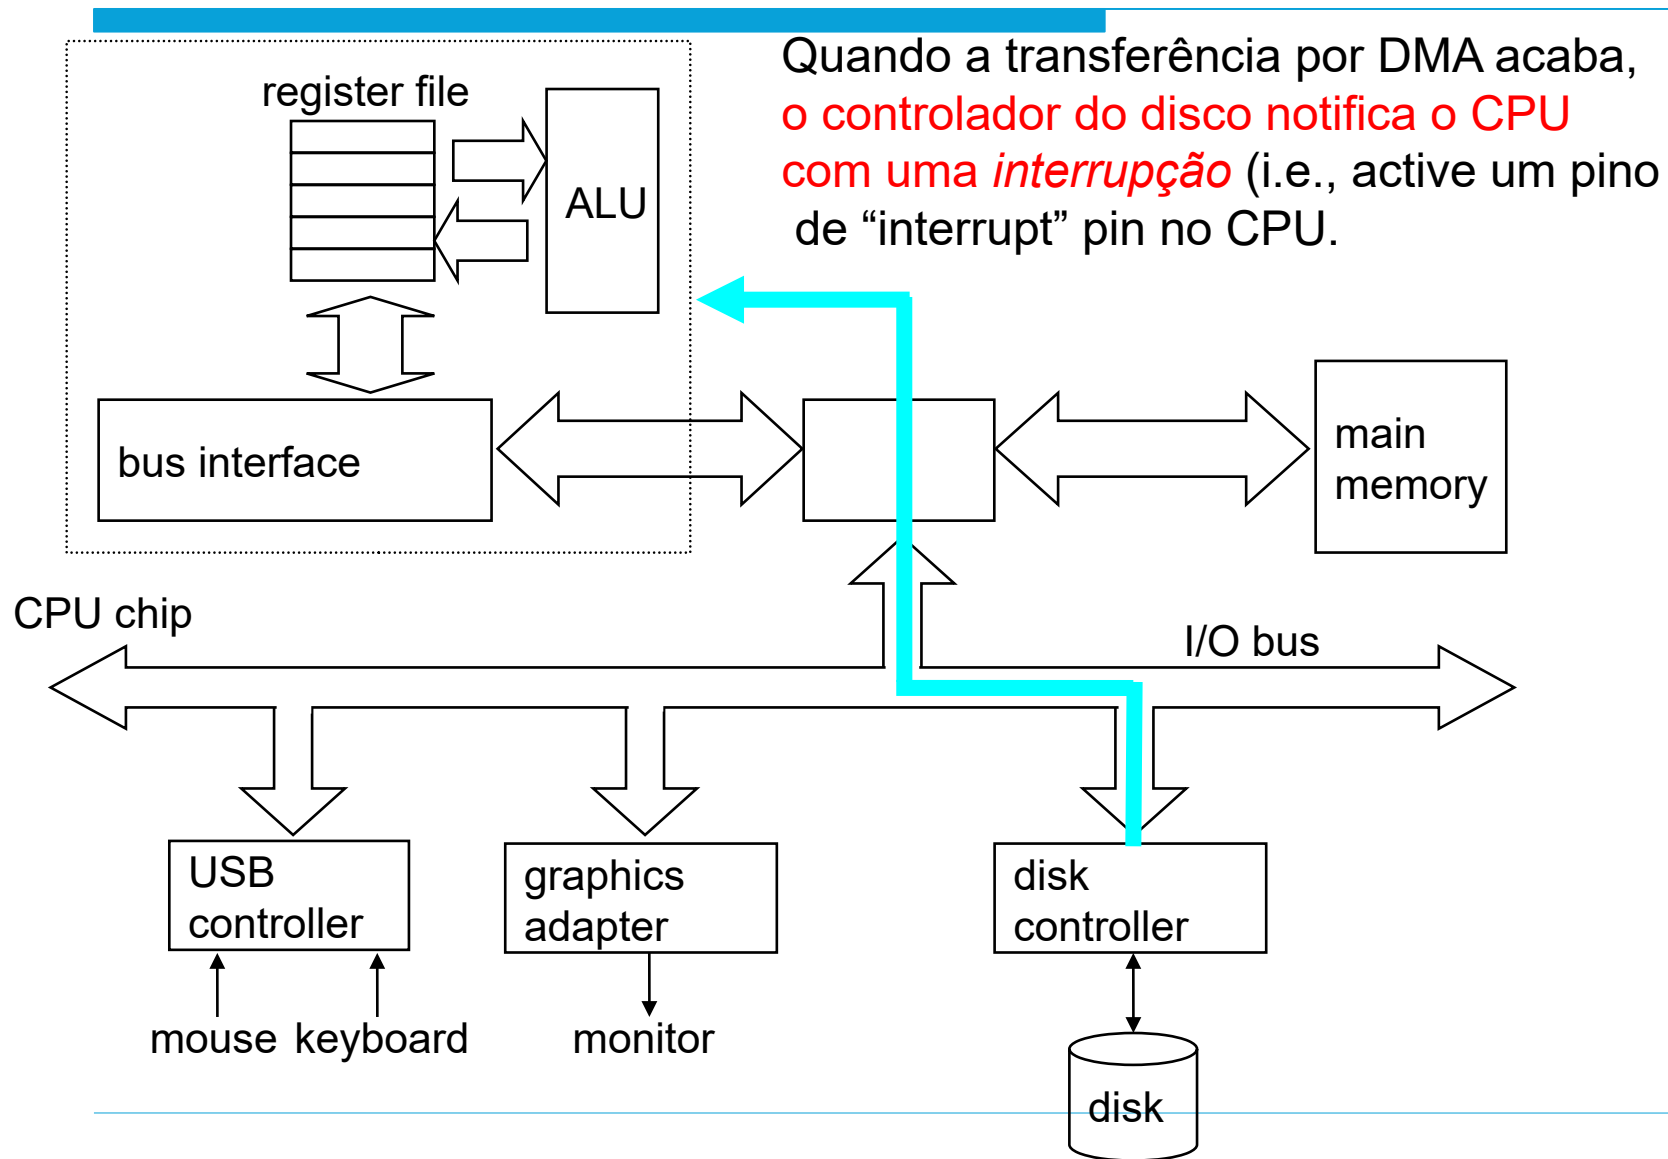 Quando a transferência por DMA acaba,
o controlador do disco notifica o CPU
com uma interrupção (i.e., active um pino
de “interrupt” pin no CPU.
register file
ALU
bus interface
main
memory
CPU chip
I/O bus
USB
controller
graphics
adapter
disk
controller
mouse
keyboard
monitor
disk